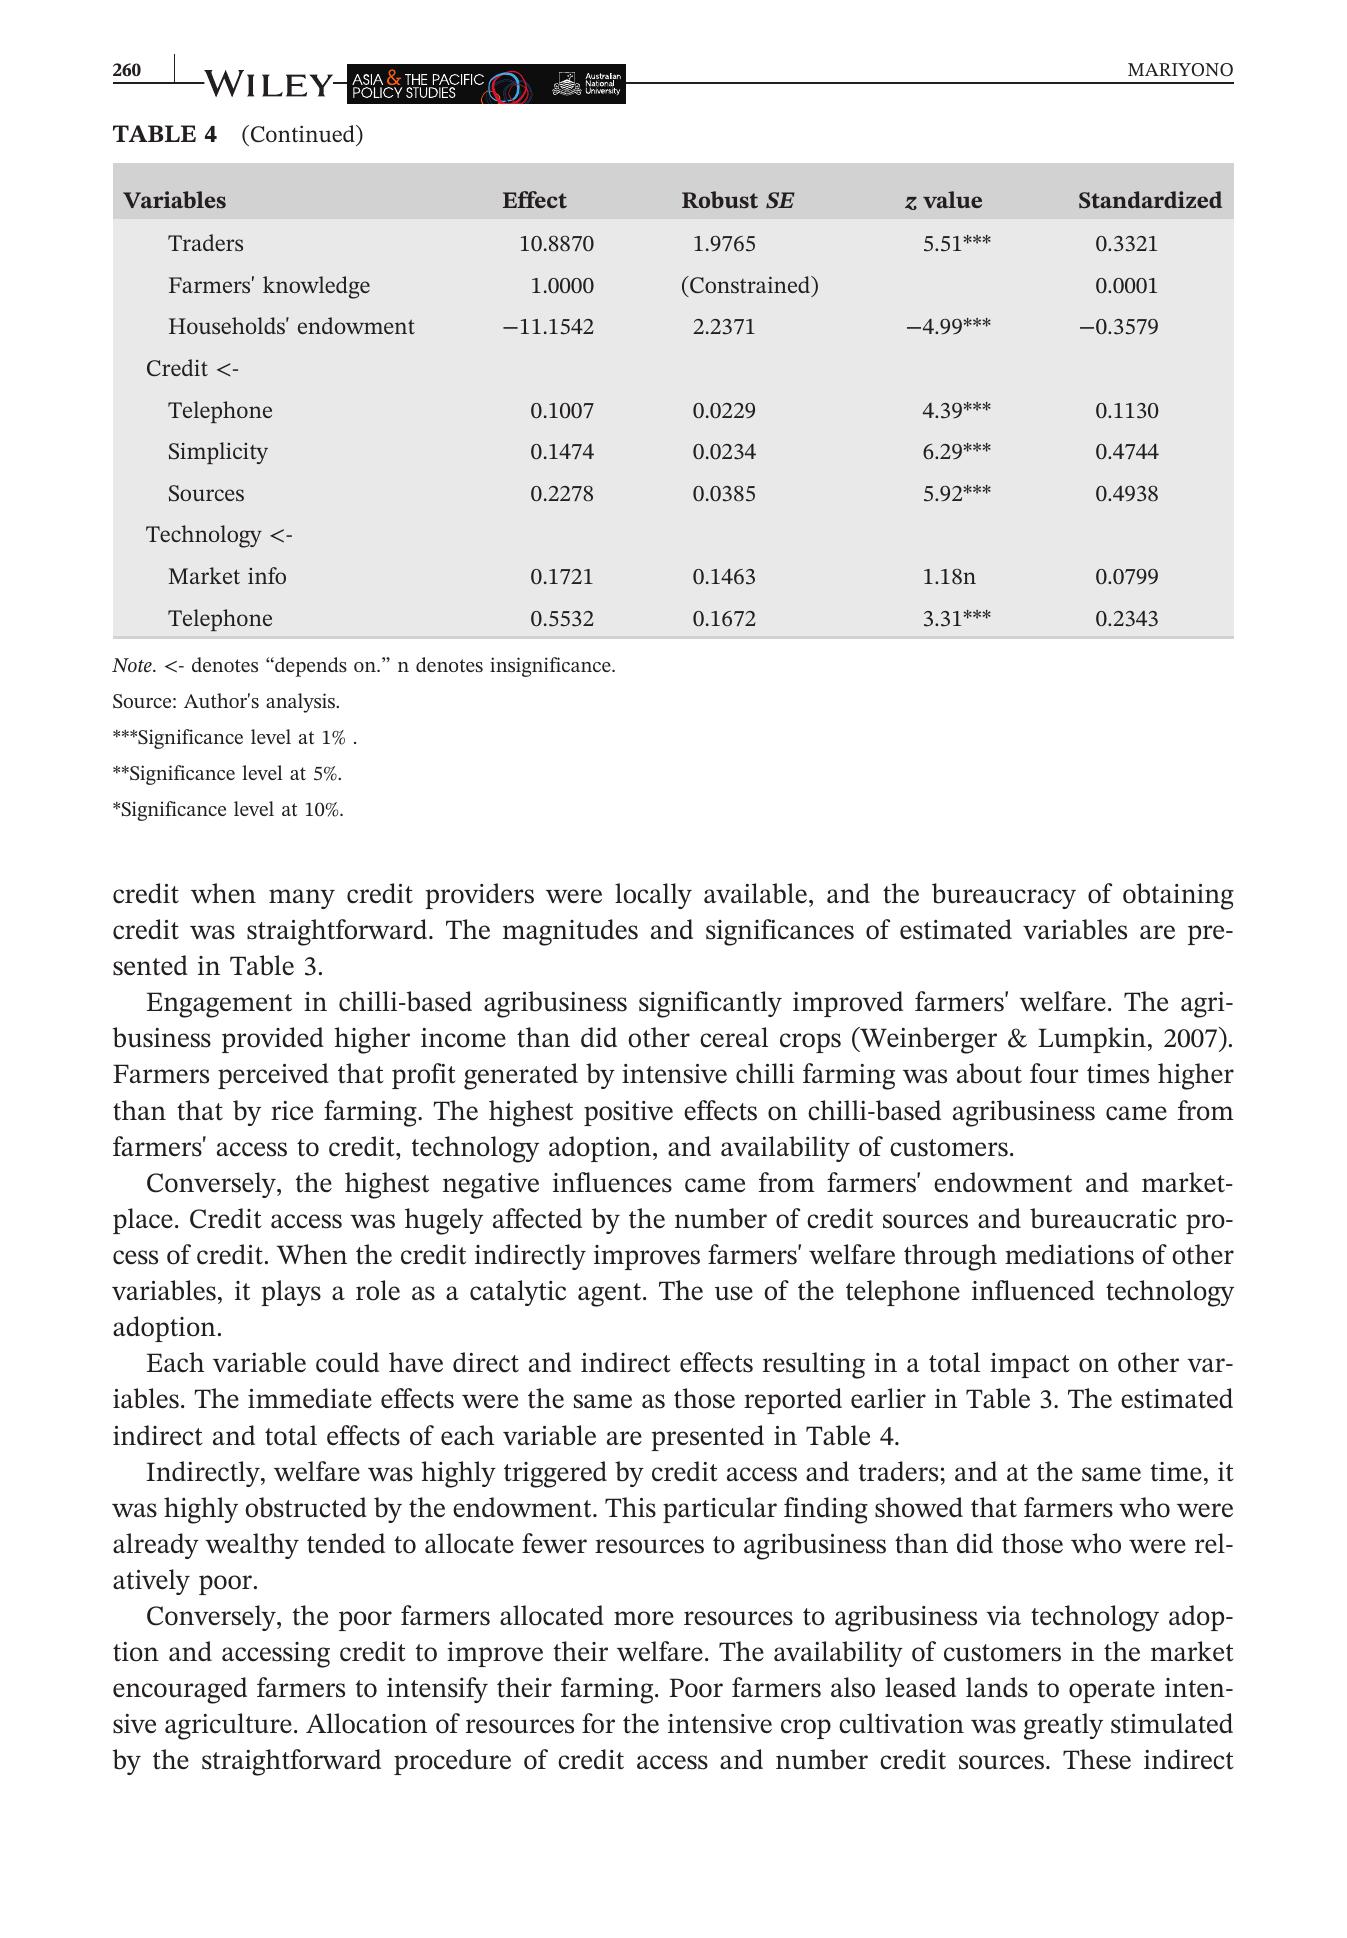 260
WILEY
ASIA & THE PACIFIC
POLICY STUDIES
Australian
National
University
MARIYONO
TABLE 4 (Continued)
Variables Effect Robust SE z value Standardized
Traders 10.8870 1.9765 5.51*** 0.3321
Farmers' knowledge 1.0000 (Constrained) 0.0001
Households' endowment −11.1542 2.2371 −4.99*** −0.3579
Credit <-
Telephone 0.1007 0.0229 4.39*** 0.1130
Simplicity 0.1474 0.0234 6.29*** 0.4744
Sources 0.2278 0.0385 5.92*** 0.4938
Technology <-
Market info 0.1721 0.1463 1.18n 0.0799
Telephone 0.5532 0.1672 3.31*** 0.2343
Note. <- denotes “depends on.” n denotes insignificance.
Source: Author's analysis.
***Significance level at 1% .
**Significance level at 5%.
*Significance level at 10%.
credit when many credit providers were locally available, and the bureaucracy of obtaining
credit was straightforward. The magnitudes and significances of estimated variables are pre-
sented in Table 3.
Engagement in chilli-based agribusiness significantly improved farmers' welfare. The agri-
business provided higher income than did other cereal crops (Weinberger & Lumpkin, 2007).
Farmers perceived that profit generated by intensive chilli farming was about four times higher
than that by rice farming. The highest positive effects on chilli-based agribusiness came from
farmers' access to credit, technology adoption, and availability of customers.
Conversely, the highest negative influences came from farmers' endowment and market-
place. Credit access was hugely affected by the number of credit sources and bureaucratic pro-
cess of credit. When the credit indirectly improves farmers' welfare through mediations of other
variables, it plays a role as a catalytic agent. The use of the telephone influenced technology
adoption.
Each variable could have direct and indirect effects resulting in a total impact on other var-
iables. The immediate effects were the same as those reported earlier in Table 3. The estimated
indirect and total effects of each variable are presented in Table 4.
Indirectly, welfare was highly triggered by credit access and traders; and at the same time, it
was highly obstructed by the endowment. This particular finding showed that farmers who were
already wealthy tended to allocate fewer resources to agribusiness than did those who were rel-
atively poor.
Conversely, the poor farmers allocated more resources to agribusiness via technology adop-
tion and accessing credit to improve their welfare. The availability of customers in the market
encouraged farmers to intensify their farming. Poor farmers also leased lands to operate inten-
sive agriculture. Allocation of resources for the intensive crop cultivation was greatly stimulated
by the straightforward procedure of credit access and number credit sources. These indirect